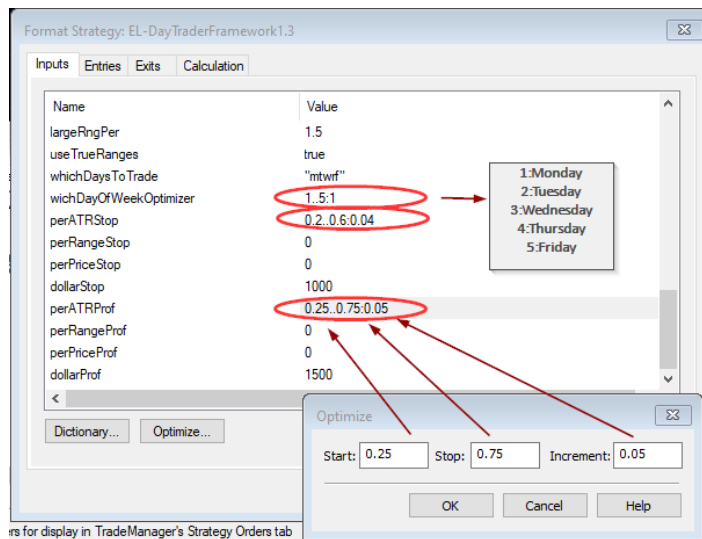 Format Strategy: EL-DayTraderFramework1.3
Inputs Entries Exits Calculation
Name Value
largeRngPer 1.5
useTrueRanges true
whichDaysToTrade "mtwrf"
wichDayOfWeekOptimizer 1..5:1
perATRStop 0.2..0.6:0.04
perRangeStop 0
perPriceStop 0
dollarStop 1000
perATRProf 0.25..0.75:0.05
perRangeProf 0
perPriceProf 0
dollarProf 1500
1:Monday
2:Tuesday
3:Wednesday
4:Thursday
5:Friday
Dictionary... Optimize...
Optimize
Start: 0.25 Stop: 0.75 Increment: 0.05
OK Cancel Help
rs for display in TradeManager's Strategy Orders tab